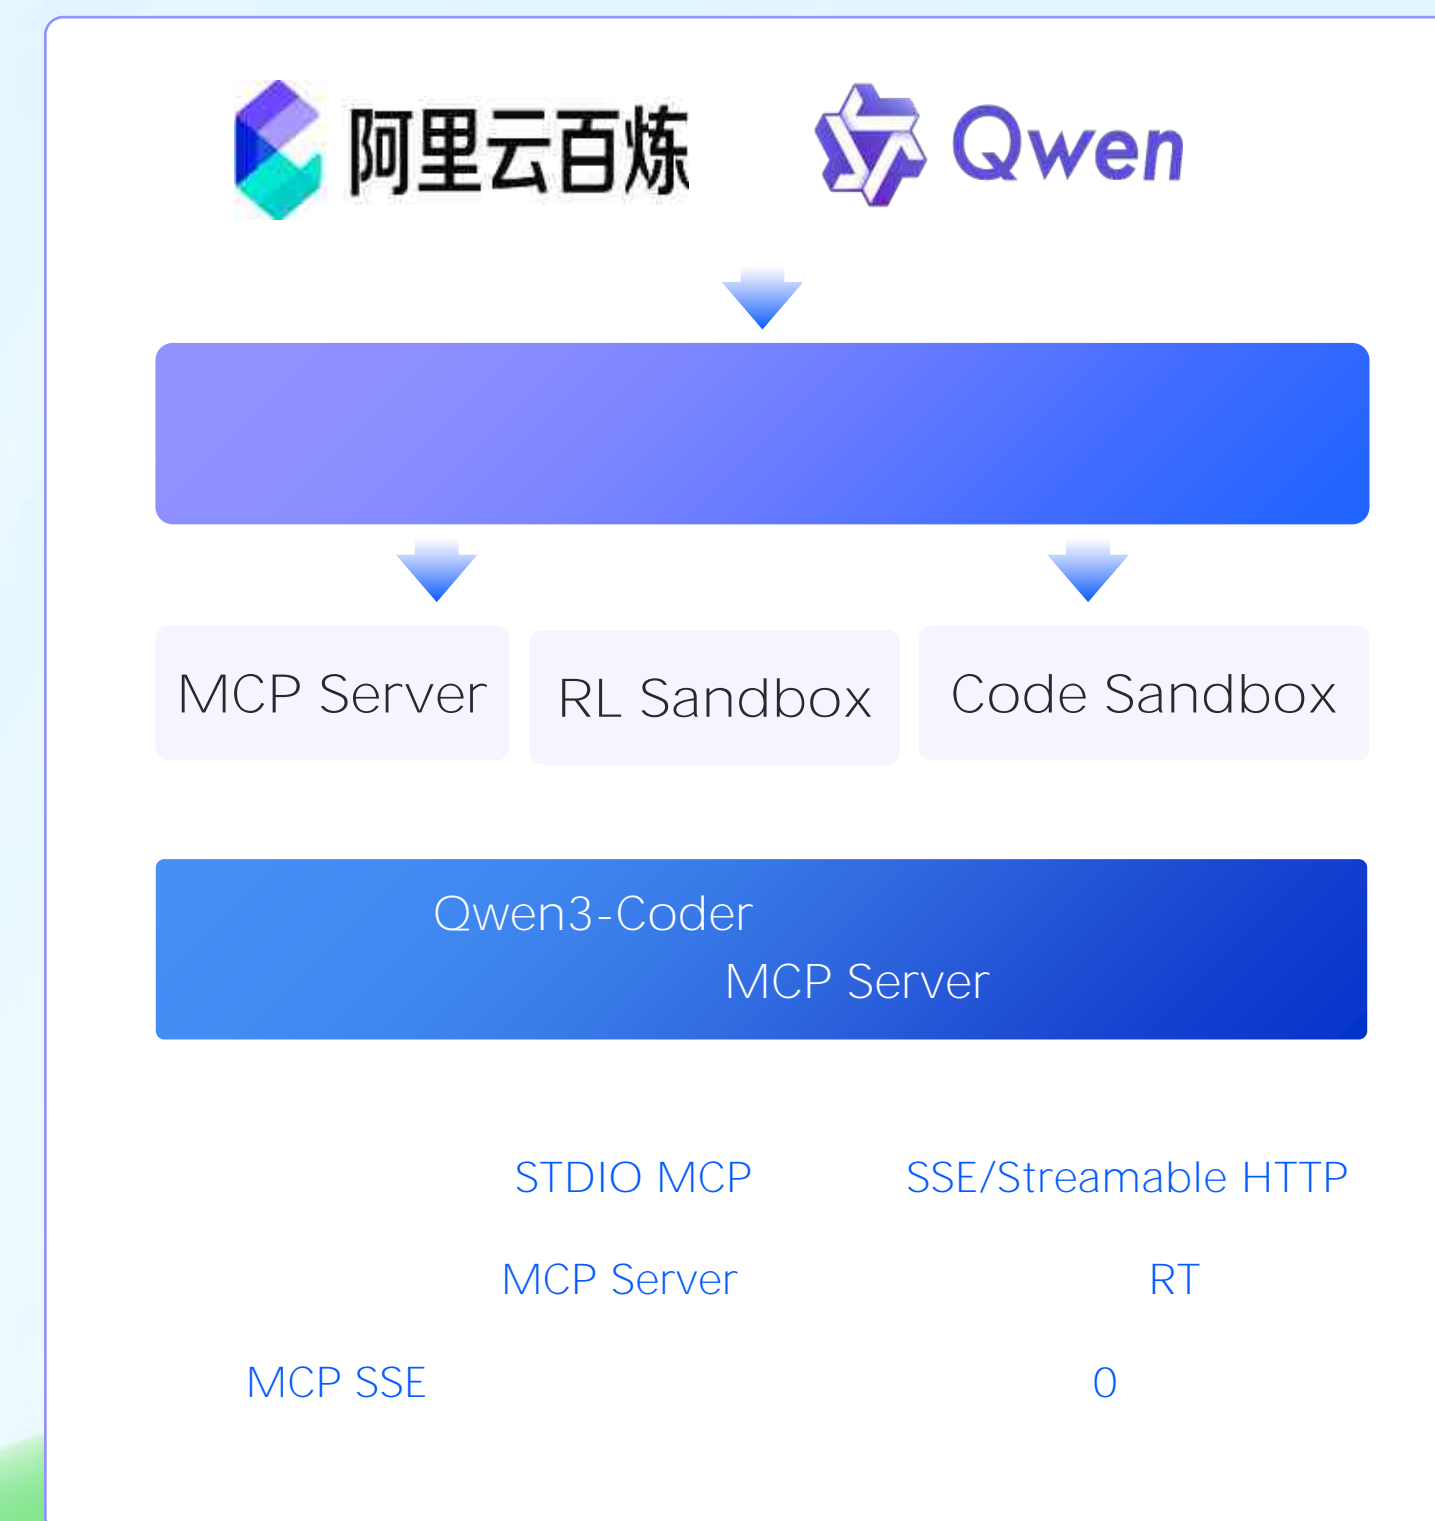 阿里云百炼 Qwen
MCP Server RL Sandbox Code Sandbox
Qwen3-Coder
MCP Server
STDIO MCP SSE/Streamable HTTP
MCP Server RT
MCP SSE 0